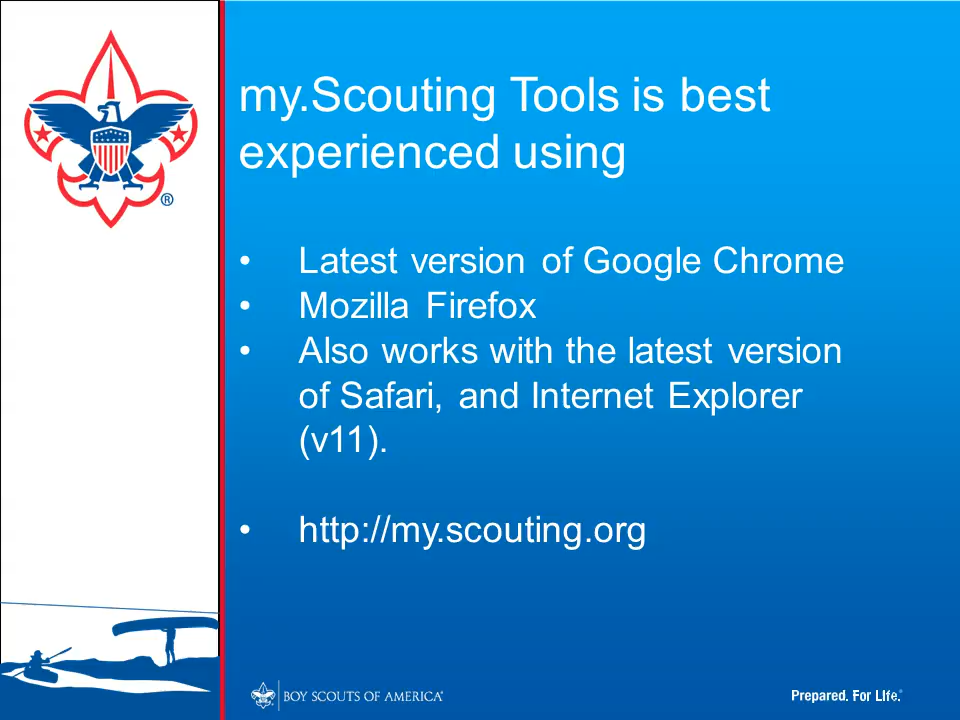 my.Scouting Tools is best
experienced using
• Latest version of Google Chrome
• Mozilla Firefox
• Also works with the latest version
of Safari, and Internet Explorer
(v11).
• http://my.scouting.org
®
BOY SCOUTS OF AMERICA®
Prepared. For Life.®